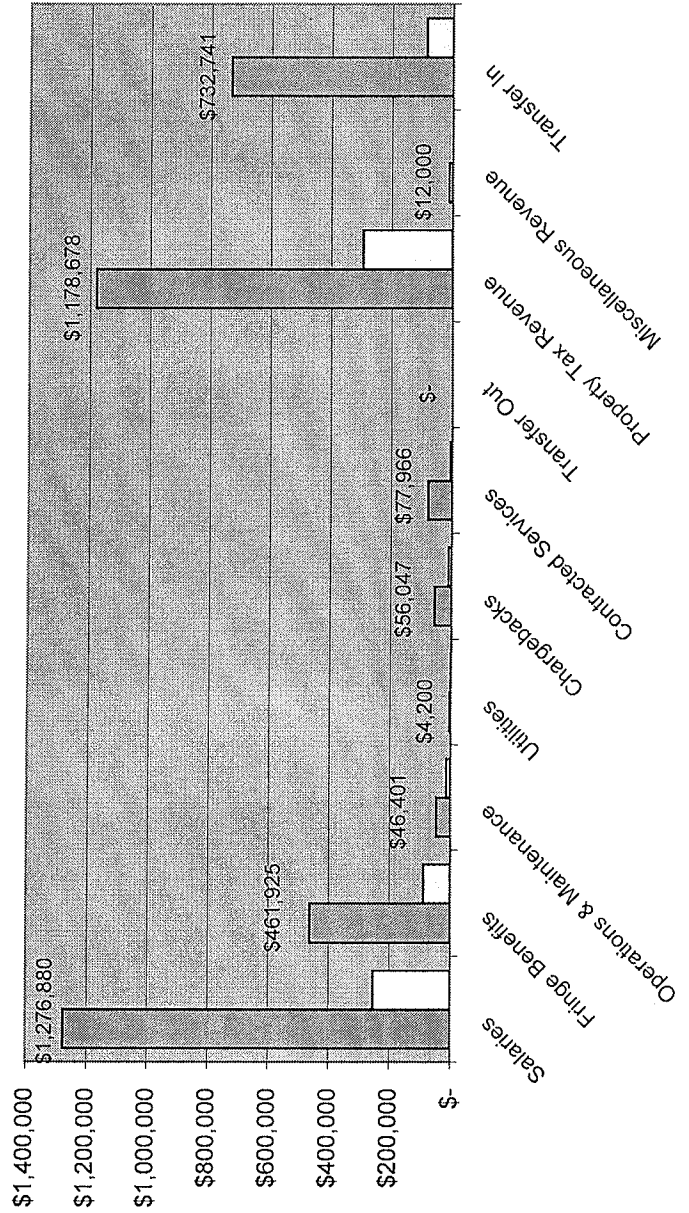 $1,400,000
$1,200,000
$1,000,000
$800,000
$600,000
$400,000
$200,000
$-
$1,276,880
$461,925
$46,401
$4,200
$56,047
$77,966
$-
$1,178,678
$12,000
$732,741
Salaries
Fringe Benefits
Operations & Maintenance
Utilities
Chargebacks
Contracted Services
Transfer Out
Property Tax Revenue
Miscellaneous Revenue
Transfer In